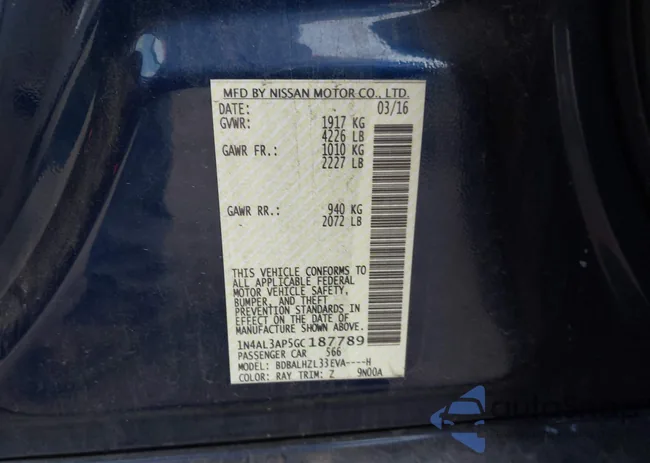 MFD BY NISSAN MOTOR CO., LTD.
DATE: 03/16
GVWR: 1917 KG
4226 LB
GAWR FR.: 1010 KG
2227 LB
GAWR RR.: 940 KG
2072 LB
THIS VEHICLE CONFORMS TO
ALL APPLICABLE FEDERAL
MOTOR VEHICLE SAFETY,
BUMPER, AND THEFT
PREVENTION STANDARDS IN
EFFECT ON THE DATE OF
MANUFACTURE SHOWN ABOVE.
1N4AL3AP5GC187789
PASSENGER CAR 566
MODEL: BDBALHZL33EVA----H
COLOR: RAY TRIM: Z 9N00A